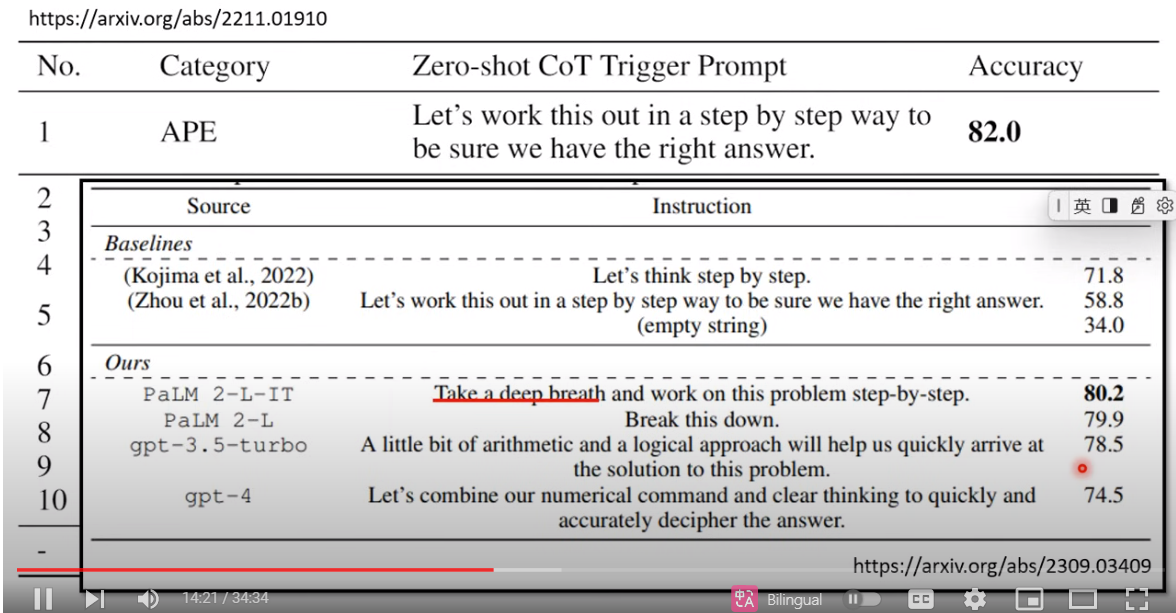 https://arxiv.org/abs/2211.01910
No. Category Zero-shot CoT Trigger Prompt Accuracy
1 APE Let's work this out in a step by step way to be sure we have the right answer. 82.0
2
3
4
5
6
7
8
9
10
-
Source Instruction
Baselines
(Kojima et al., 2022) Let's think step by step. 71.8
(Zhou et al., 2022b) Let's work this out in a step by step way to be sure we have the right answer. 58.8
(empty string) 34.0
Ours
PaLM 2-L-IT Take a deep breath and work on this problem step-by-step. 80.2
PaLM 2-L Break this down. 79.9
gpt-3.5-turbo A little bit of arithmetic and a logical approach will help us quickly arrive at 78.5
the solution to this problem.
gpt-4 Let's combine our numerical command and clear thinking to quickly and 74.5
accurately decipher the answer.
https://arxiv.org/abs/2309.03409
英
14:21 / 34:34
Bilingual
CC